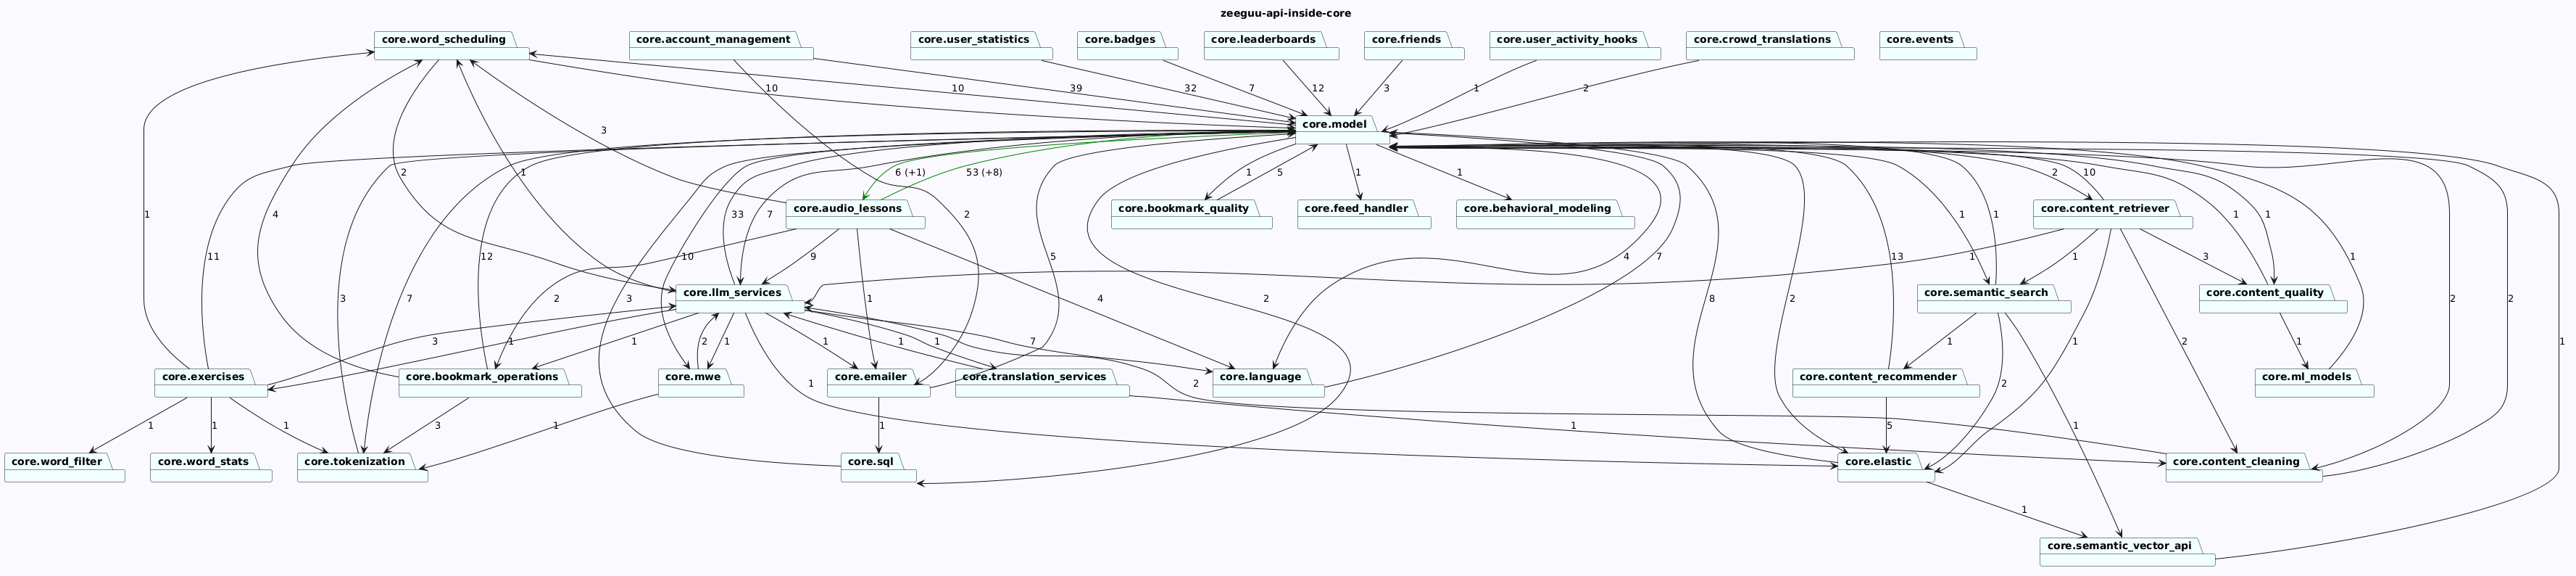 zeeguu-api-inside-core
core.word_scheduling
core.account_management
core.user_statistics
core.badges
core.leaderboards
core.friends
core.user_activity_hooks
core.crowd_translations
core.events
10
10
39
32
7
12
3
1
2
core.model
3
2
1
6 (+1)
53 (+8)
1
5
1
1
2
10
core.audio_lessons
core.bookmark_quality
core.feed_handler
core.behavioral_modeling
core.content_retriever
1
4
11
12
33
7
2
1
1
1
1
10
9
5
4
7
13
1
1
3
1
core.llm_services
core.semantic_search
core.content_quality
3
7
2
3
1
2
8
2
1
2
2
2
3
1
1
2
1
1
1
1
7
1
2
1
1
1
core.exercises
core.bookmark_operations
core.mwe
core.emailer
core.translation_services
core.language
core.content_recommender
core.ml_models
1
1
1
3
1
1
1
5
1
core.word_filter
core.word_stats
core.tokenization
core.sql
core.elastic
core.content_cleaning
1
core.semantic_vector_api